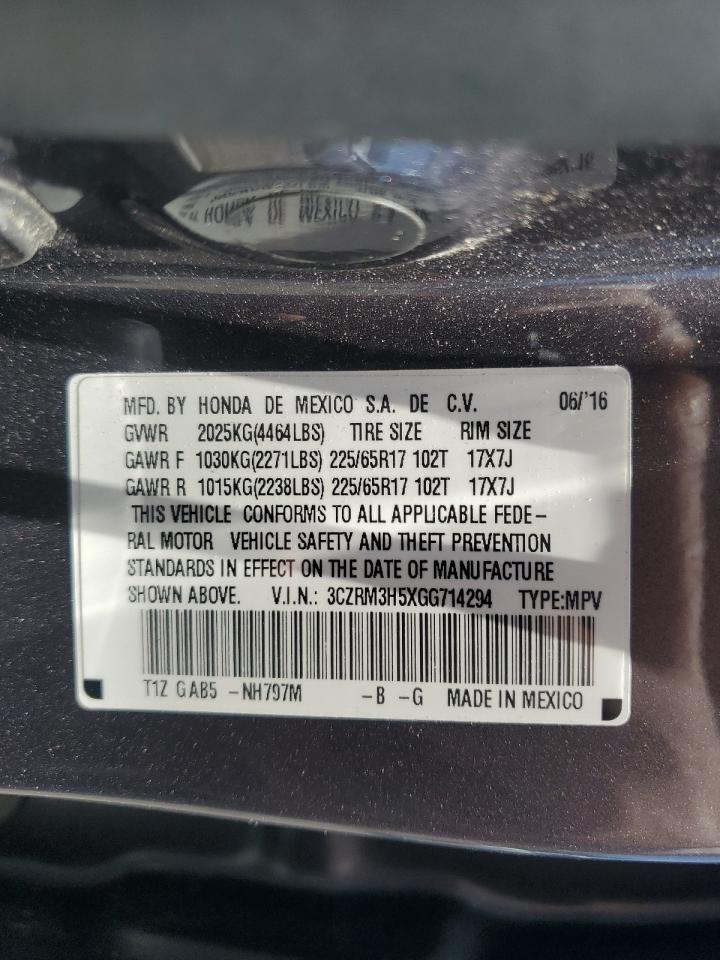 HONDA DE MEXICO
MFD. BY HONDA DE MEXICO S.A. DE C.V. 06/'16
GVWR 2025KG(4464LBS) TIRE SIZE RIM SIZE
GAWR F 1030KG(2271LBS) 225/65R17 102T 17X7J
GAWR R 1015KG(2238LBS) 225/65R17 102T 17X7J
THIS VEHICLE CONFORMS TO ALL APPLICABLE FEDE-
RAL MOTOR VEHICLE SAFETY AND THEFT PREVENTION
STANDARDS IN EFFECT ON THE DATE OF MANUFACTURE
SHOWN ABOVE. V.I.N.: 3CZRM3H5XGG714294 TYPE:MPV
T1Z GAB5 -NH797M -B -G MADE IN MEXICO